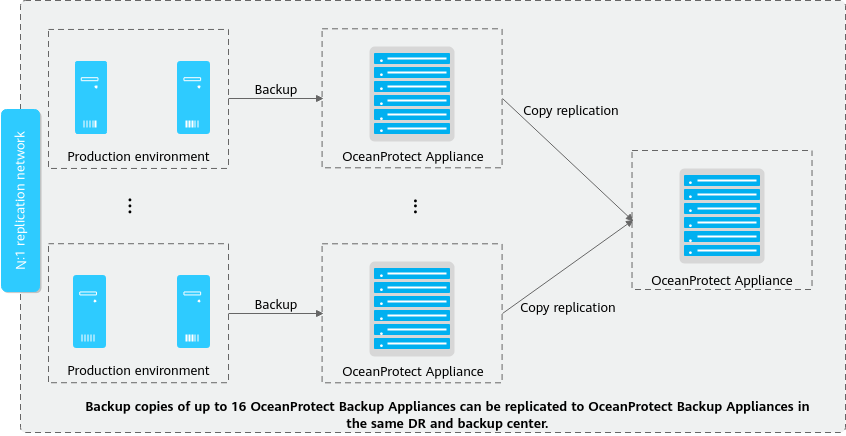 N:1 replication network
Backup
Copy replication
Production environment
OceanProtect Appliance
OceanProtect Appliance
Backup
Copy replication
Production environment
OceanProtect Appliance
Backup copies of up to 16 OceanProtect Backup Appliances can be replicated to OceanProtect Backup Appliances in
the same DR and backup center.